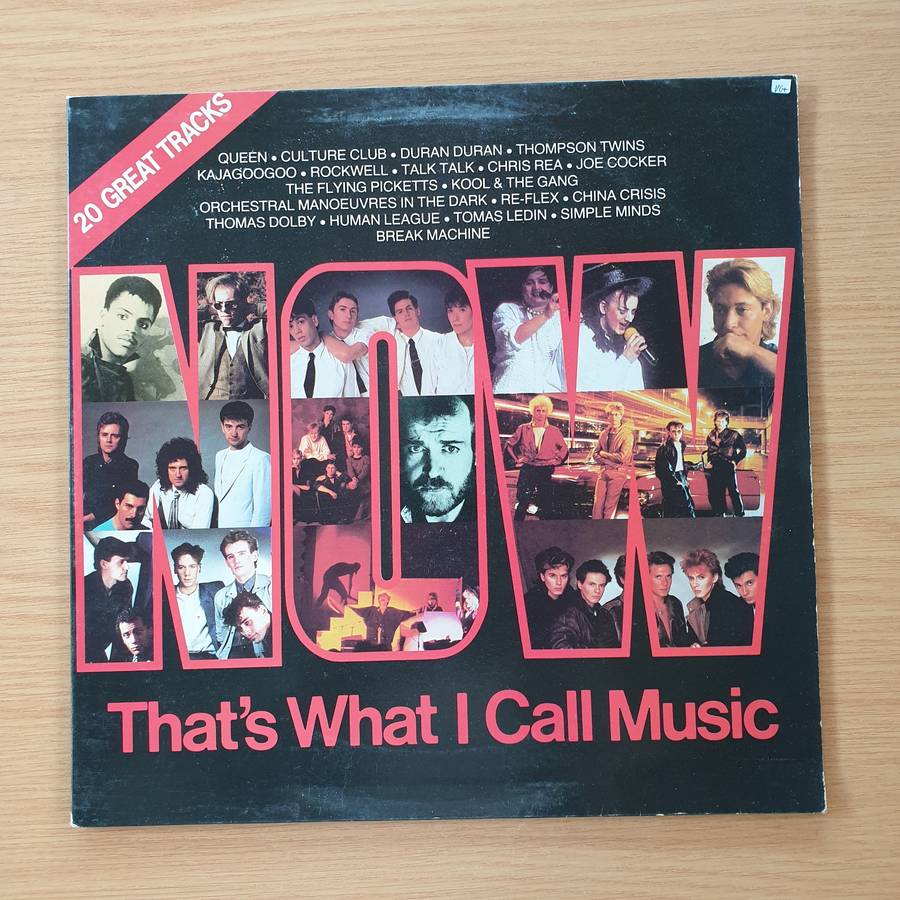 20 GREAT TRACKS
QUEEN • CULTURE CLUB • DURAN DURAN • THOMPSON TWINS
KAJAGOOGOO • ROCKWELL • TALK TALK • CHRIS REA • JOE COCKER
THE FLYING PICKETTS • KOOL & THE GANG
ORCHESTRAL MANOEUVRES IN THE DARK • RE-FLEX • CHINA CRISIS
THOMAS DOLBY • HUMAN LEAGUE • TOMAS LEDIN • SIMPLE MINDS
BREAK MACHINE
NOW
That's What I Call Music